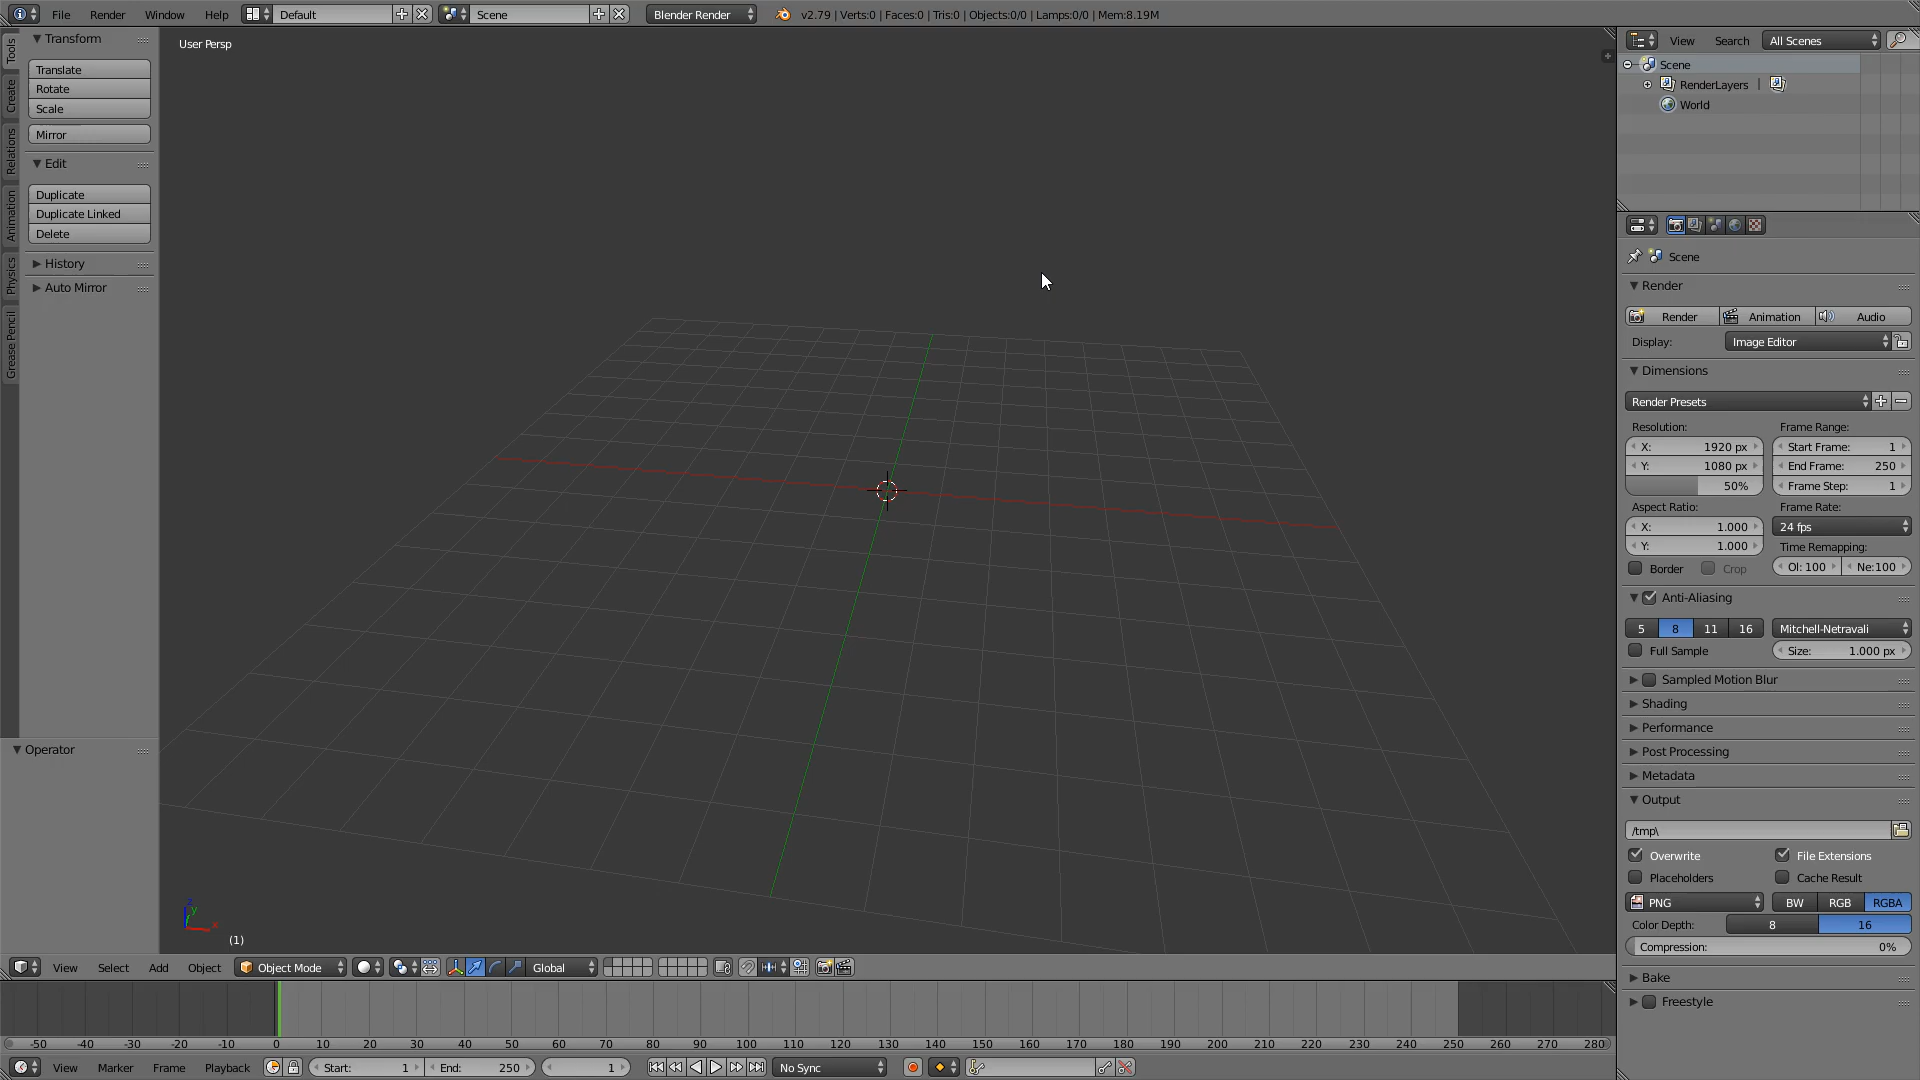 File Render Window Help Default Scene Blender Render v2.79 | Verts:0 | Faces:0 | Tris:0 | Objects:0/0 | Lamps:0/0 | Mem:8.19M
Tools
Create
Relations
Animation
Physics
Grease Pencil
Transform
Translate
Rotate
Scale
Mirror
Edit
Duplicate
Duplicate Linked
Delete
History
Auto Mirror
Operator
User Persp
z
y
x
(1)
View Select Add Object Object Mode Global
-50 -40 -30 -20 -10 0 10 20 30 40 50 60 70 80 90 100 110 120 130 140 150 160 170 180 190 200 210 220 230 240 250 260 270 280
View Marker Frame Playback Start: 1 End: 250 1 No Sync
View Search All Scenes
Scene
RenderLayers |
World
Scene
Render
Render Animation Audio
Display: Image Editor
Dimensions
Render Presets
Resolution: Frame Range:
X: 1920 px Start Frame: 1
Y: 1080 px End Frame: 250
50% Frame Step: 1
Aspect Ratio: Frame Rate:
X: 1.000 24 fps
Y: 1.000 Time Remapping:
Border Crop Ol: 100 Ne:100
Anti-Aliasing
5 8 11 16 Mitchell-Netravali
Full Sample Size: 1.000 px
Sampled Motion Blur
Shading
Performance
Post Processing
Metadata
Output
/tmp\
Overwrite File Extensions
Placeholders Cache Result
PNG BW RGB RGBA
Color Depth: 8 16
Compression: 0%
Bake
Freestyle